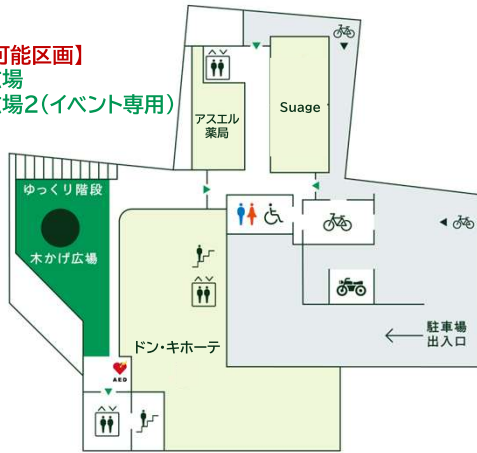 可能区画】
場
場2(イベント専用)
アスエル
薬局
Suage
ゆっくり階段
木かげ広場
ドン・キホーテ
AED
駐車場
出入口